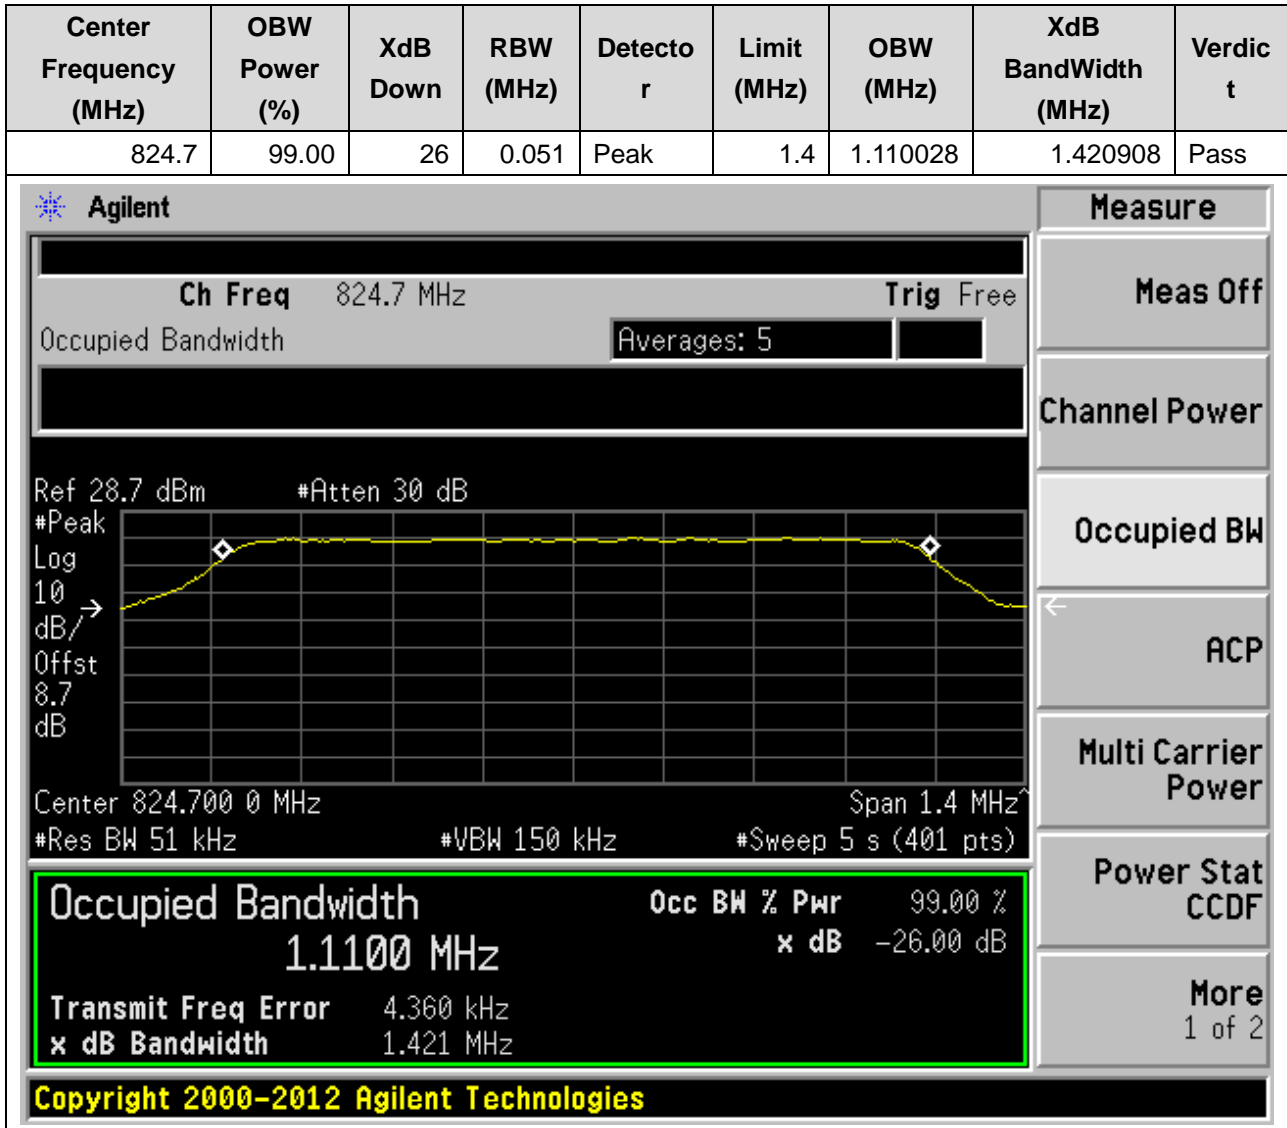 Center Frequency (MHz) OBW Power (%) XdB Down RBW (MHz) Detecto r Limit (MHz) OBW (MHz) XdB BandWidth (MHz) Verdic t
824.7 99.00 26 0.051 Peak 1.4 1.110028 1.420908 Pass
Agilent
Ch Freq 824.7 MHz Trig Free
Occupied Bandwidth Averages: 5
Ref 28.7 dBm #Atten 30 dB
#Peak
Log
10
dB/
Offst
8.7
dB
Center 824.700 0 MHz Span 1.4 MHz^
#Res BW 51 kHz #VBW 150 kHz #Sweep 5 s (401 pts)
Occupied Bandwidth Occ BW % Pwr 99.00 %
1.1100 MHz x dB -26.00 dB
Transmit Freq Error 4.360 kHz
x dB Bandwidth 1.421 MHz
Copyright 2000-2012 Agilent Technologies
Measure
Meas Off
Channel Power
Occupied BW
ACP
Multi Carrier
Power
Power Stat
CCDF
More
1 of 2